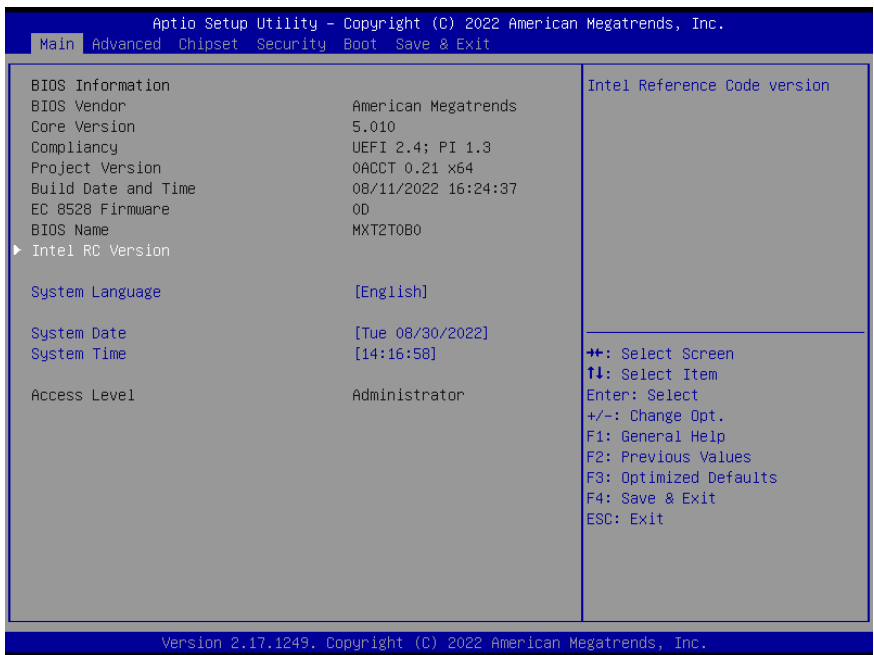 Aptio Setup Utility – Copyright (C) 2022 American Megatrends, Inc.
Main Advanced Chipset Security Boot Save & Exit
BIOS Information
BIOS Vendor American Megatrends
Core Version 5.010
Compliancy UEFI 2.4; PI 1.3
Project Version 0ACCT 0.21 x64
Build Date and Time 08/11/2022 16:24:37
EC 8528 Firmware 0D
BIOS Name MXT2T0B0
▶ Intel RC Version
System Language [English]
System Date [Tue 08/30/2022]
System Time [14:16:58]
Access Level Administrator
Intel Reference Code version
→←: Select Screen
↑↓: Select Item
Enter: Select
+/-: Change Opt.
F1: General Help
F2: Previous Values
F3: Optimized Defaults
F4: Save & Exit
ESC: Exit
Version 2.17.1249. Copyright (C) 2022 American Megatrends, Inc.